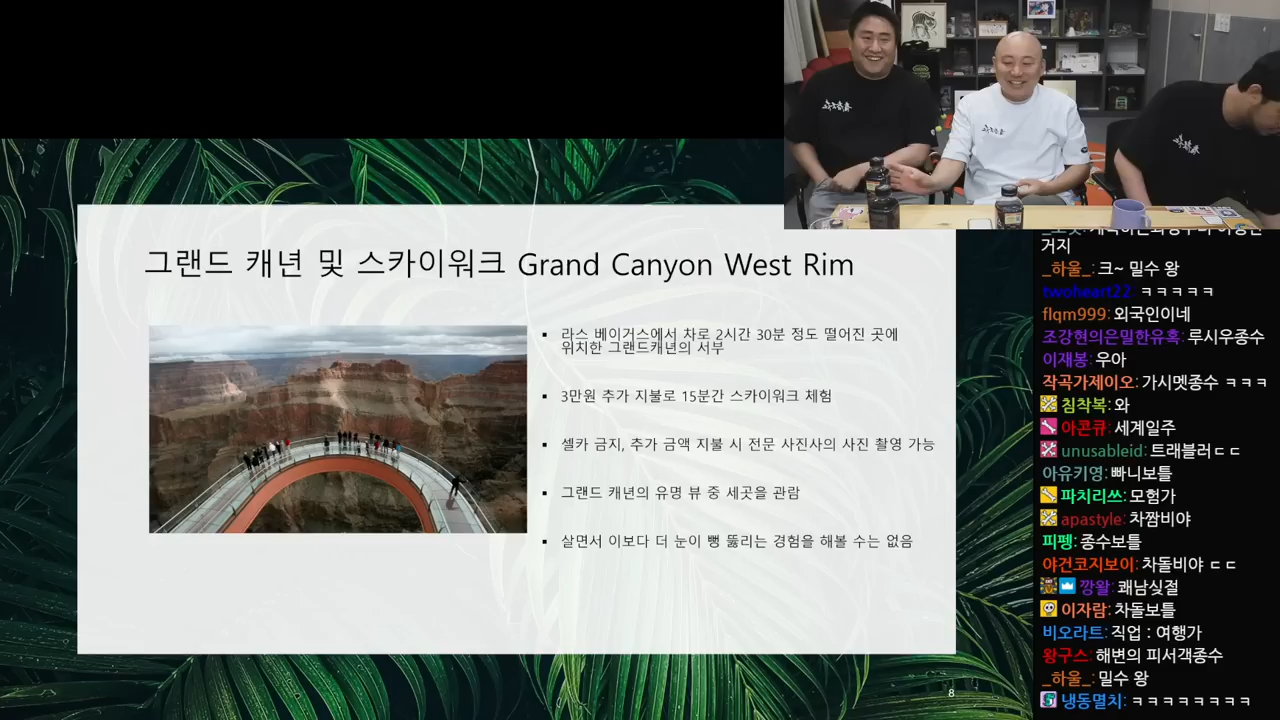 그랜드 캐년 및 스카이워크 Grand Canyon West Rim
▪ 라스 베이거스에서 차로 2시간 30분 정도 떨어진 곳에
위치한 그랜드캐년의 서부
▪ 3만원 추가 지불로 15분간 스카이워크 체험
▪ 셀카 금지, 추가 금액 지불 시 전문 사진사의 사진 촬영 가능
▪ 그랜드 캐년의 유명 뷰 중 세곳을 관람
▪ 살면서 이보다 더 눈이 뻥 뚫리는 경험을 해볼 수는 없음
8
거지
_하울_: 크~ 밀수 왕
twoheart22: ㅋㅋㅋㅋㅋ
flqm999: 외국인이네
조강현의은밀한유혹: 루시우종수
이재봉: 우아
작곡가제이오: 가시멧종수 ㅋㅋㅋ
침착복: 와
아콘큐: 세계일주
unusableid: 트래블러ㄷㄷ
아유키영: 빠니보틀
파치리쓰: 모험가
apastyle: 차짬비야
피펭: 종수보틀
야건코지보이: 차돌비야 ㄷㄷ
깡왈: 쾌남싲절
이자람: 차돌보틀
비오라트: 직업 : 여행가
왕구스: 해변의 피서객종수
_하울_: 밀수 왕
냉동멸치: ㅋㅋㅋㅋㅋㅋㅋㅋ